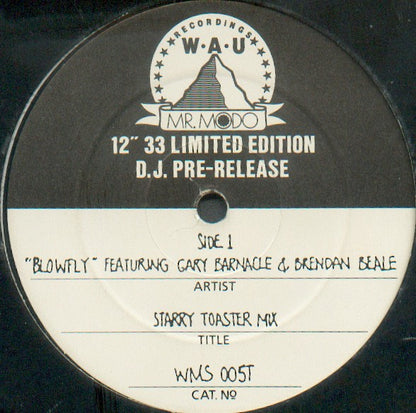 RECORDINGS
W·A·U
MR. MODO
12" 33 LIMITED EDITION
D.J. PRE-RELEASE
SIDE 1
"BLOWFLY" FEATURING GARY BARNACLE & BRENDAN BEALE
ARTIST
STARRY TOASTER MIX
TITLE
WMS 005T
CAT. Nº